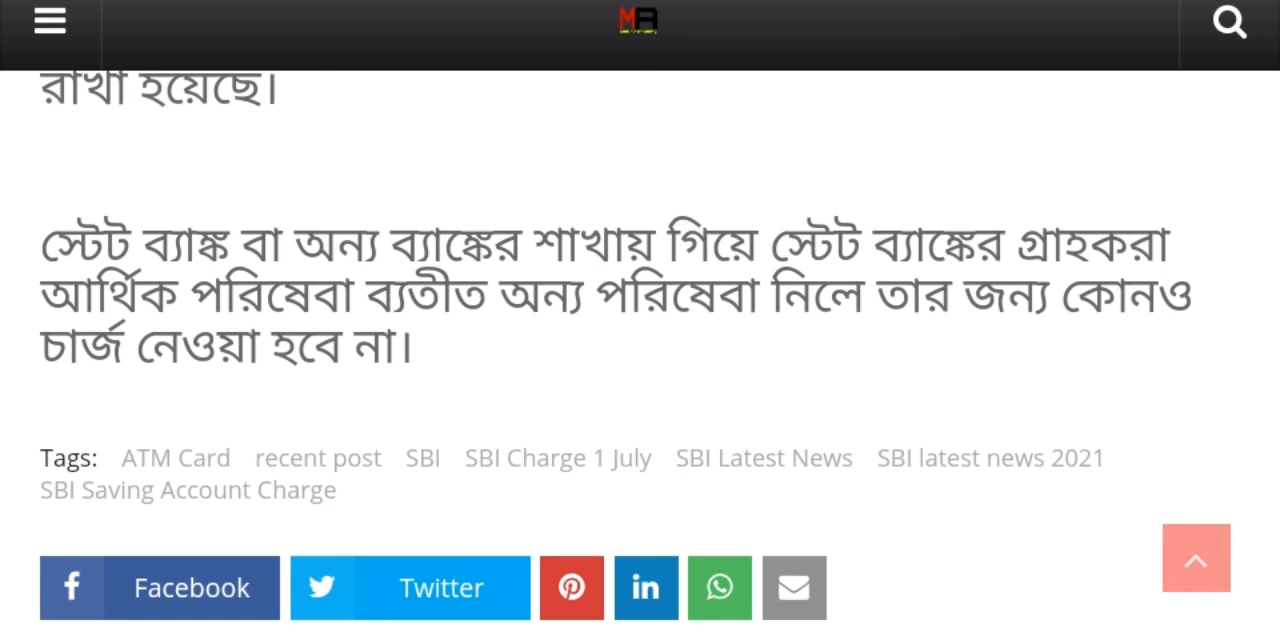 MA
রাখা হয়েছে।
স্টেট ব্যাঙ্ক বা অন্য ব্যাঙ্কের শাখায় গিয়ে স্টেট ব্যাঙ্কের গ্রাহকরা
আর্থিক পরিষেবা ব্যতীত অন্য পরিষেবা নিলে তার জন্য কোনও
চার্জ নেওয়া হবে না।
Tags: ATM Card recent post SBI SBI Charge 1 July SBI Latest News SBI latest news 2021
SBI Saving Account Charge
Facebook Twitter